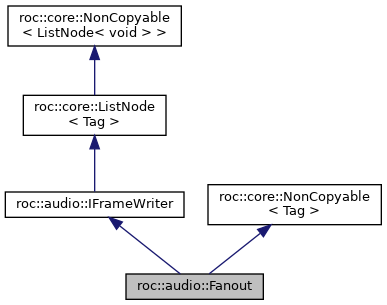 roc::core::NonCopyable
< ListNode< void > >
roc::core::ListNode
< Tag >
roc::audio::IFrameWriter
roc::core::NonCopyable
< Tag >
roc::audio::Fanout